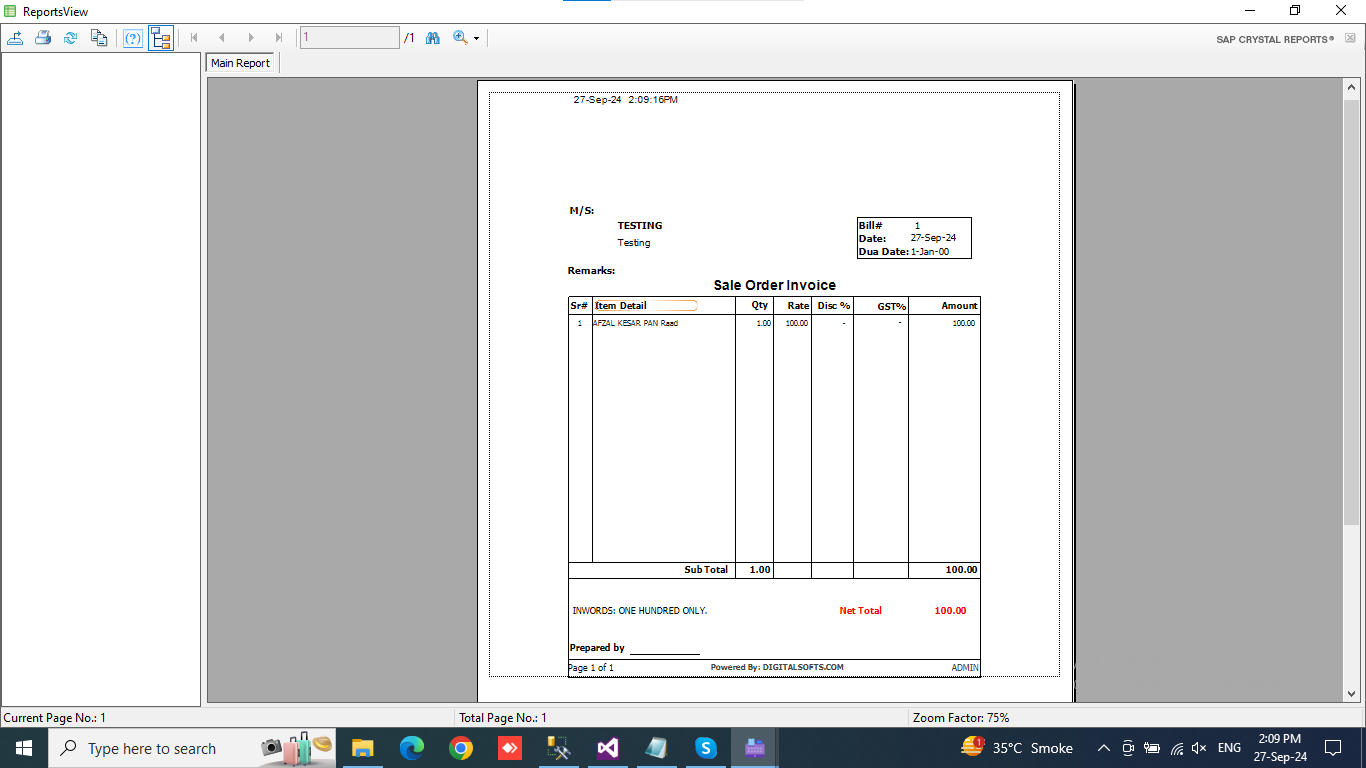 ReportsView
1 /1 SAP CRYSTAL REPORTS®
Main Report
27-Sep-24 2:09:16PM
M/S:
TESTING
Testing
Bill# 1
Date: 27-Sep-24
Dua Date: 1-Jan-00
Remarks:
Sale Order Invoice
Sr# Item Detail Qty Rate Disc % GST% Amount
1 AFZAL KESAR PAN Raad 1.00 100.00 - - 100.00
Sub Total 1.00 100.00
INWORDS: ONE HUNDRED ONLY. Net Total 100.00
Prepared by
Page 1 of 1 Powered By: DIGITALSOFTS.COM ADMIN
Current Page No.: 1 Total Page No.: 1 Zoom Factor: 75%
Type here to search 1 35°C Smoke ENG 2:09 PM
27-Sep-24